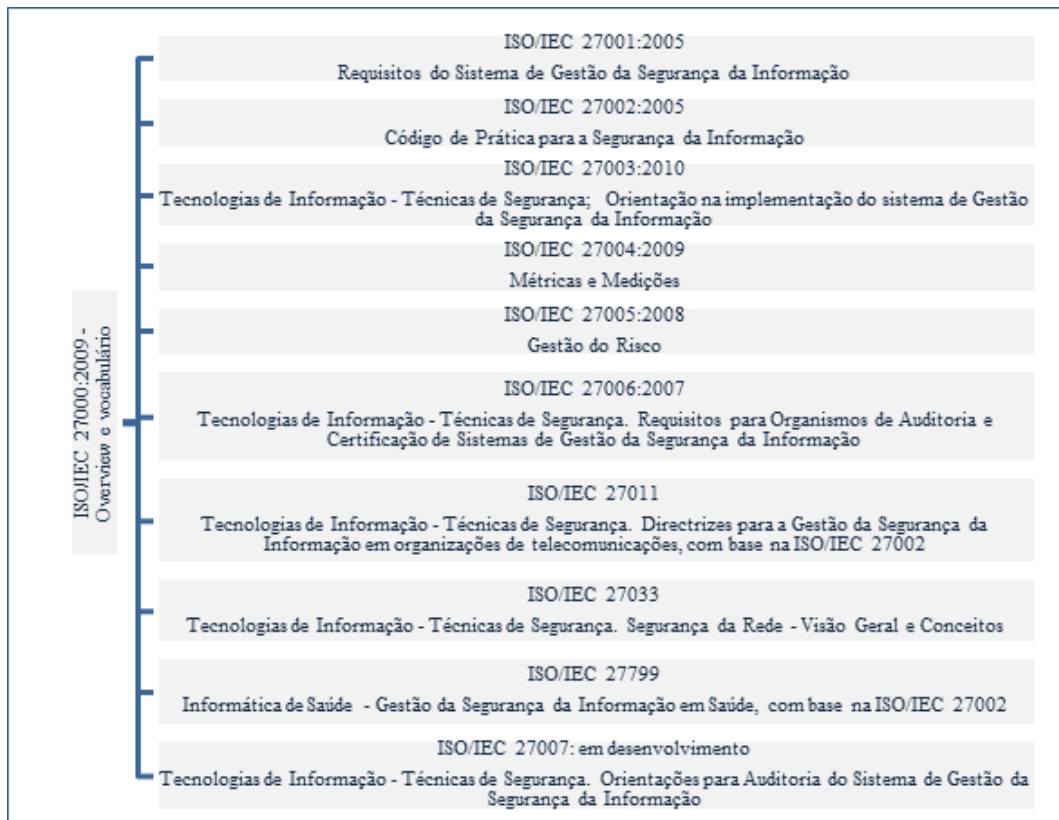 ISO/IEC 27000:2009 -
Overview e vocabulário
ISO/IEC 27001:2005
Requisitos do Sistema de Gestão da Segurança da Informação
ISO/IEC 27002:2005
Código de Prática para a Segurança da Informação
ISO/IEC 27003:2010
Tecnologias de Informação - Técnicas de Segurança; Orientação na implementação do sistema de Gestão
da Segurança da Informação
ISO/IEC 27004:2009
Métricas e Medições
ISO/IEC 27005:2008
Gestão do Risco
ISO/IEC 27006:2007
Tecnologias de Informação - Técnicas de Segurança. Requisitos para Organismos de Auditoria e
Certificação de Sistemas de Gestão da Segurança da Informação
ISO/IEC 27011
Tecnologias de Informação - Técnicas de Segurança. Directrizes para a Gestão da Segurança da
Informação em organizações de telecomunicações, com base na ISO/IEC 27002
ISO/IEC 27033
Tecnologias de Informação - Técnicas de Segurança. Segurança da Rede - Visão Geral e Conceitos
ISO/IEC 27799
Informática de Saúde - Gestão da Segurança da Informação em Saúde, com base na ISO/IEC 27002
ISO/IEC 27007: em desenvolvimento
Tecnologias de Informação - Técnicas de Segurança. Orientações para Auditoria do Sistema de Gestão da
Segurança da Informação